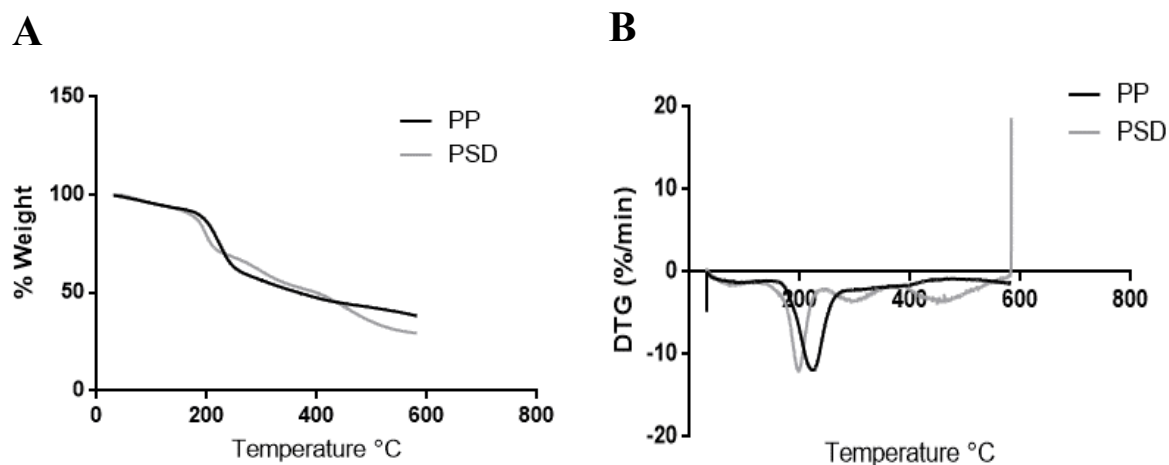 A
150
100
50
0
% Weight
0 200 400 600 800
Temperature °C
PP
PSD
B
20
10
0
-10
-20
DTG (%/min)
200 400 600 800
Temperature °C
PP
PSD